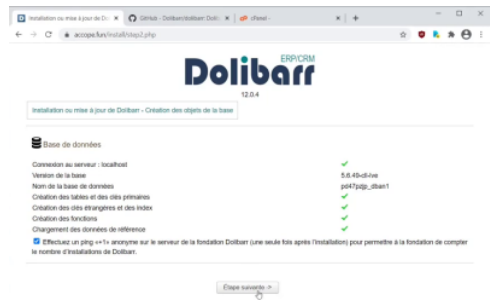 Installation ou mise à jour de Do
GitHub - Dolibarr/dolibarr: Doli
cPanel -
accope.fun/install/step2.php
Dolibarr
ERP/CRM
12.0.4
Installation ou mise à jour de Dolibarr - Création des objets de la base
Base de données
Connexion au serveur : localhost
Version de la base 5.6.49-cll-lve
Nom de la base de données pd47pzjp_dban1
Création des tables et des clés primaires
Création des clés étrangères et des index
Création des fonctions
Chargement des données de référence
Effectuez un ping «+1» anonyme sur le serveur de la fondation Dolibarr (une seule fois après l'installation) pour permettre à la fondation de compter
le nombre d'installations de Dolibarr.
Étape suivante ->